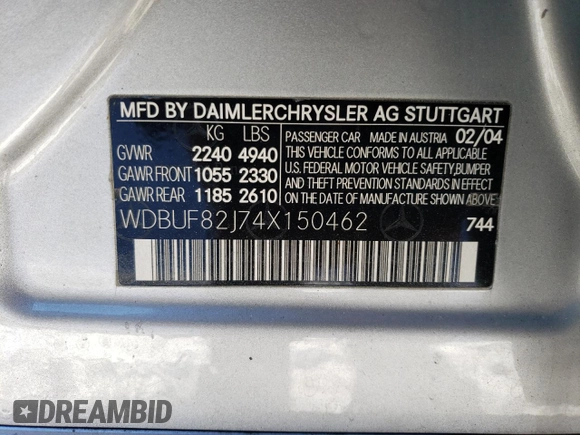 MFD BY DAIMLERCHRYSLER AG STUTTGART
KG LBS
GVWR 2240 4940
GAWR FRONT 1055 2330
GAWR REAR 1185 2610
PASSENGER CAR MADE IN AUSTRIA 02/04
THIS VEHICLE CONFORMS TO ALL APPLICABLE
U.S. FEDERAL MOTOR VEHICLE SAFETY, BUMPER
AND THEFT PREVENTION STANDARDS IN EFFECT
ON THE DATE OF MANUFACTURE SHOWN ABOVE.
WDBUF82J74X150462
744
DREAMBID